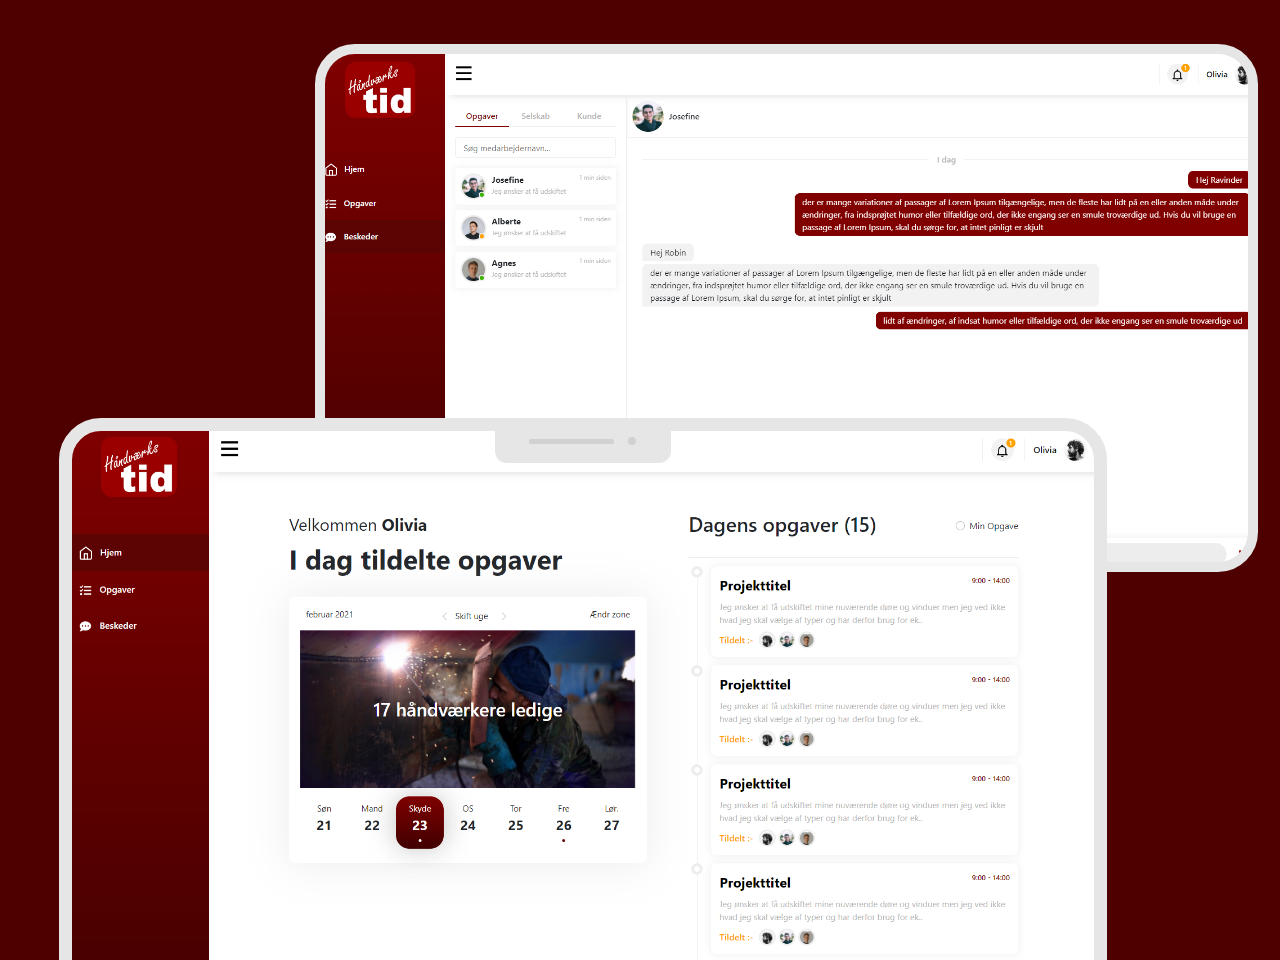 Håndværks
tid
Hjem
Opgaver
Beskeder
1
Olivia
Opgaver
Selskab
Kunde
Søg medarbejdernavn...
Josefine
1 min siden
Jeg ønsker at få udskiftet
Alberte
1 min siden
Jeg ønsker at få udskiftet
Agnes
1 min siden
Jeg ønsker at få udskiftet
Josefine
I dag
Hej Ravinder
der er mange variationer af passager af Lorem Ipsum tilgængelige, men de fleste har lidt på en eller anden måde under
ændringer, fra indsprøjtet humor eller tilfældige ord, der ikke engang ser en smule troværdige ud. Hvis du vil bruge en
passage af Lorem Ipsum, skal du sørge for, at intet pinligt er skjult
Hej Robin
der er mange variationer af passager af Lorem Ipsum tilgængelige, men de fleste har lidt på en eller anden måde under
ændringer, fra indsprøjtet humor eller tilfældige ord, der ikke engang ser en smule troværdige ud. Hvis du vil bruge en
passage af Lorem Ipsum, skal du sørge for, at intet pinligt er skjult
lidt af ændringer, af indsat humor eller tilfældige ord, der ikke engang ser en smule troværdige ud
Håndværks
tid
Hjem
Opgaver
Beskeder
1
Olivia
Velkommen Olivia
I dag tildelte opgaver
februar 2021
Skift uge
Ændr zone
17 håndværkere ledige
Søn Mand Skyde OS Tor Fre Lør.
21 22 23 24 25 26 27
Dagens opgaver (15)
Min Opgave
Projekttitel
9:00 - 14:00
Jeg ønsker at få udskiftet mine nuværende døre og vinduer men jeg ved ikke
hvad jeg skal vælge af typer og har derfor brug for ek..
Tildelt :-
Projekttitel
9:00 - 14:00
Jeg ønsker at få udskiftet mine nuværende døre og vinduer men jeg ved ikke
hvad jeg skal vælge af typer og har derfor brug for ek..
Tildelt :-
Projekttitel
9:00 - 14:00
Jeg ønsker at få udskiftet mine nuværende døre og vinduer men jeg ved ikke
hvad jeg skal vælge af typer og har derfor brug for ek..
Tildelt :-
Projekttitel
9:00 - 14:00
Jeg ønsker at få udskiftet mine nuværende døre og vinduer men jeg ved ikke
hvad jeg skal vælge af typer og har derfor brug for ek..
Tildelt :-